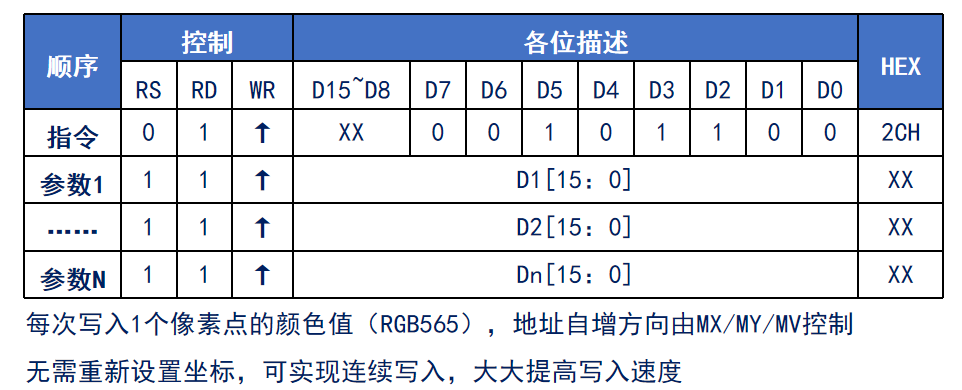 顺序 控制 各位描述 HEX
RS RD WR D15~D8 D7 D6 D5 D4 D3 D2 D1 D0
指令 0 1 ↑ XX 0 0 1 0 1 1 0 0 2CH
参数1 1 1 ↑ D1[15：0] XX
…… 1 1 ↑ D2[15：0] XX
参数N 1 1 ↑ Dn[15：0] XX
每次写入1个像素点的颜色值（RGB565），地址自增方向由MX/MY/MV控制
无需重新设置坐标，可实现连续写入，大大提高写入速度